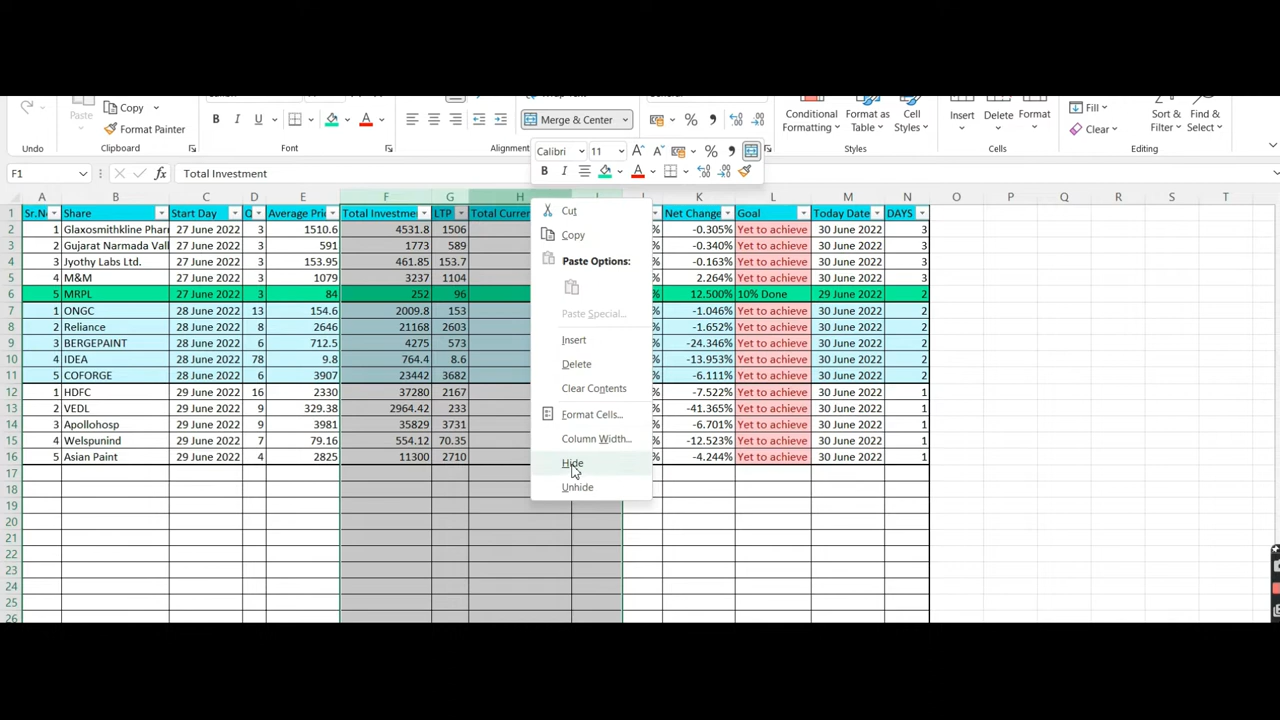 Copy
Merge & Center
Conditional
Formatting
Format as
Table
Cell
Styles
Insert
Delete
Format
Fill
Clear
Sort &
Filter
Find &
Select
Paste
Format Painter
B I U
Calibri 11
B I
Undo
Clipboard
Font
Alignm
Styles
Cells
Editing
F1 fx Total Investment
A B C D E F G H K L M N O P Q R S T
1 Sr.N Share Start Day Average Pri Total Investme LTP Total Curren Net Change Goal Today Date DAYS
2 1 Glaxosmithkline Phar 27 June 2022 3 1510.6 4531.8 1506 -0.305% Yet to achieve 30 June 2022 3
3 2 Gujarat Narmada Vall 27 June 2022 3 591 1773 589 -0.340% Yet to achieve 30 June 2022 3
4 3 Jyothy Labs Ltd. 27 June 2022 3 153.95 461.85 153.7 -0.163% Yet to achieve 30 June 2022 3
5 4 M&M 27 June 2022 3 1079 3237 1104 2.264% Yet to achieve 30 June 2022 3
6 5 MRPL 27 June 2022 3 84 252 96 12.500% 10% Done 29 June 2022 2
7 1 ONGC 28 June 2022 13 154.6 2009.8 153 -1.046% Yet to achieve 30 June 2022 2
8 2 Reliance 28 June 2022 8 2646 21168 2603 -1.652% Yet to achieve 30 June 2022 2
9 3 BERGEPAINT 28 June 2022 6 712.5 4275 573 -24.346% Yet to achieve 30 June 2022 2
10 4 IDEA 28 June 2022 78 9.8 764.4 8.6 -13.953% Yet to achieve 30 June 2022 2
11 5 COFORGE 28 June 2022 6 3907 23442 3682 -6.111% Yet to achieve 30 June 2022 2
12 1 HDFC 29 June 2022 16 2330 37280 2167 -7.522% Yet to achieve 30 June 2022 1
13 2 VEDL 29 June 2022 9 329.38 2964.42 233 -41.365% Yet to achieve 30 June 2022 1
14 3 Apollohosp 29 June 2022 9 3981 35829 3731 -6.701% Yet to achieve 30 June 2022 1
15 4 Welspunind 29 June 2022 7 79.16 554.12 70.35 -12.523% Yet to achieve 30 June 2022 1
16 5 Asian Paint 29 June 2022 4 2825 11300 2710 -4.244% Yet to achieve 30 June 2022 1
17
18
19
20
21
22
23
24
25
26
Cut
Copy
Paste Options:
Paste Special...
Insert
Delete
Clear Contents
Format Cells...
Column Width...
Hide
Unhide